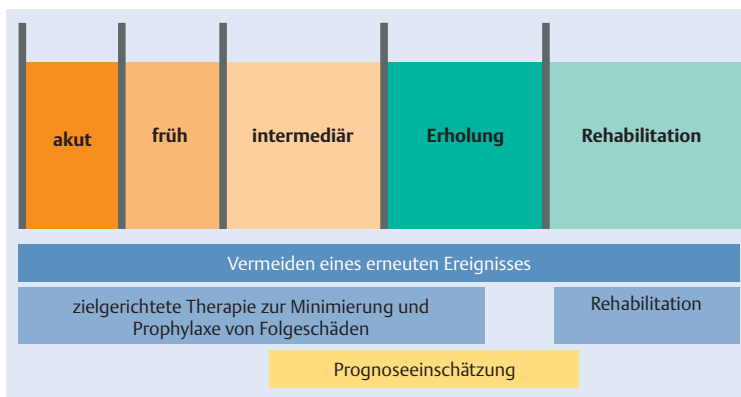 akut
früh
intermediär
Erholung
Rehabilitation
Vermeiden eines erneuten Ereignisses
zielgerichtete Therapie zur Minimierung und
Prophylaxe von Folgeschäden
Rehabilitation
Prognoseeinschätzung